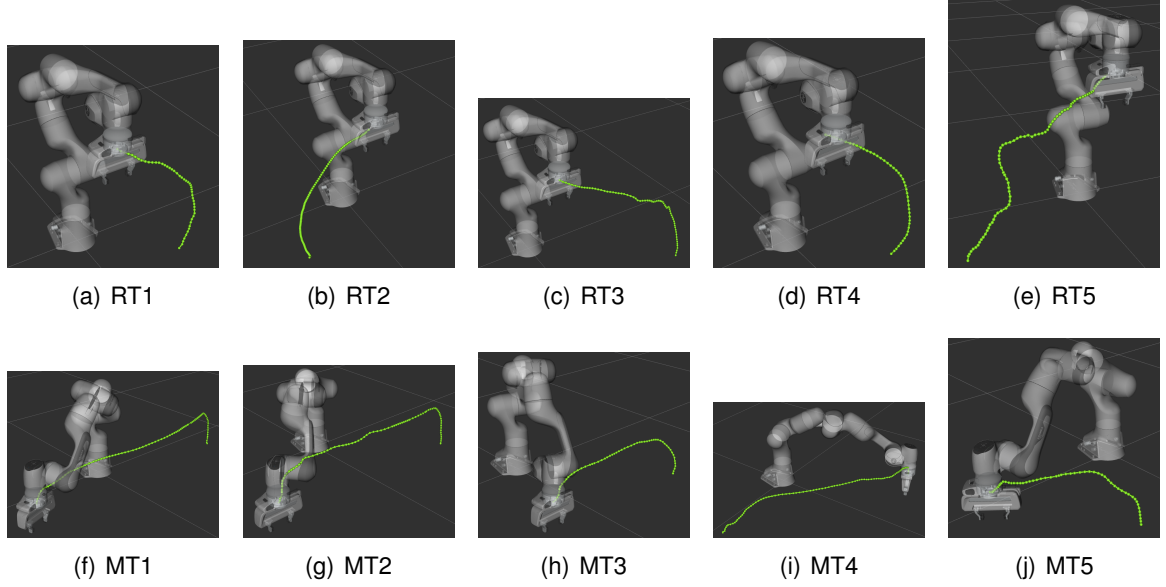 (a) RT1
(b) RT2
(c) RT3
(d) RT4
(e) RT5
(f) MT1
(g) MT2
(h) MT3
(i) MT4
(j) MT5